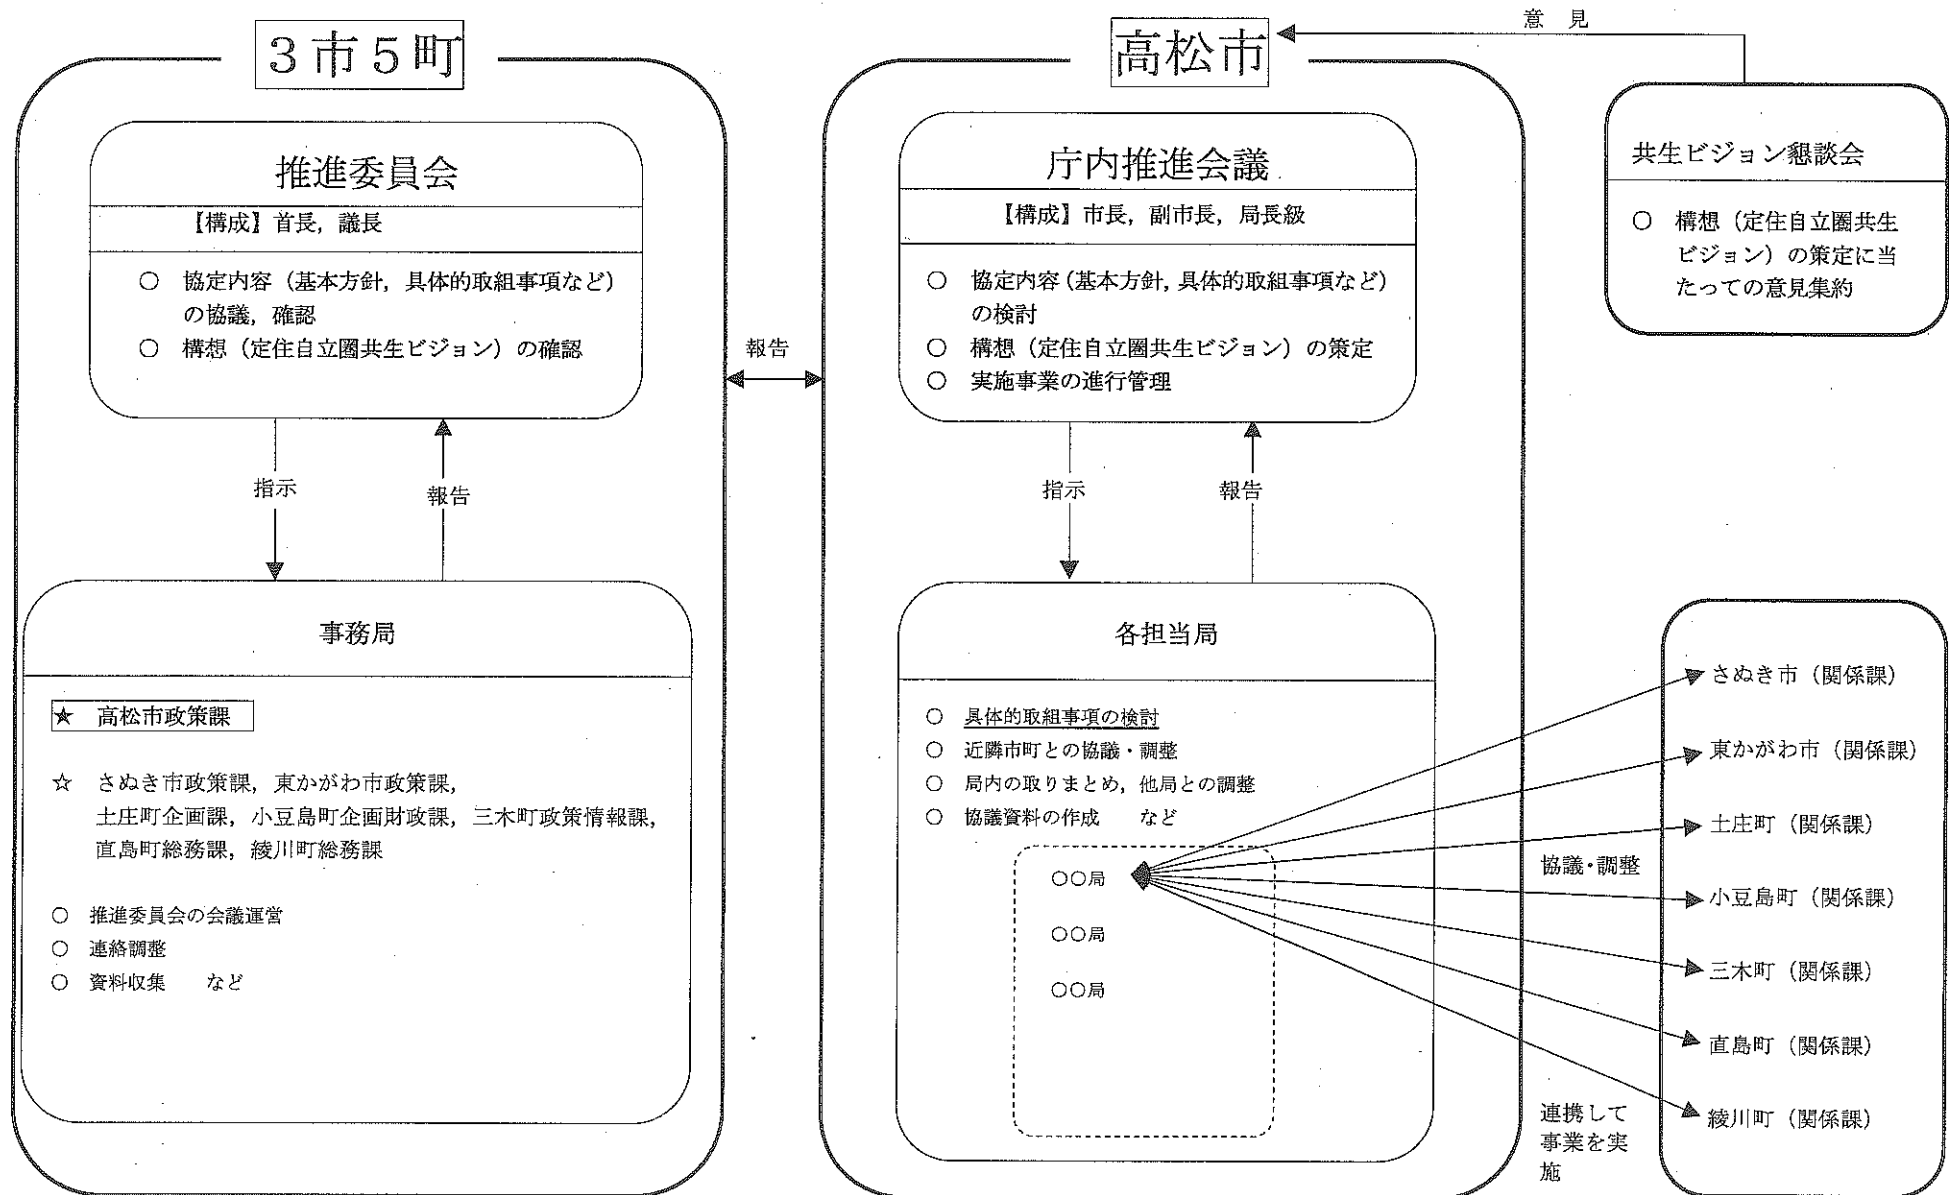 ３市５町
推進委員会
【構成】首長，議長
○　協定内容（基本方針，具体的取組事項など）
の協議，確認
○　構想（定住自立圏共生ビジョン）の確認
指示
報告
事務局
★　高松市政策課
☆　さぬき市政策課，東かがわ市政策課，
土庄町企画課，小豆島町企画財政課，三木町政策情報課，
直島町総務課，綾川町総務課
○　推進委員会の会議運営
○　連絡調整
○　資料収集　　など
報告
高松市
庁内推進会議
【構成】市長，副市長，局長級
○　協定内容（基本方針，具体的取組事項など）
の検討
○　構想（定住自立圏共生ビジョン）の策定
○　実施事業の進行管理
指示
報告
各担当局
○　具体的取組事項の検討
○　近隣市町との協議・調整
○　局内の取りまとめ，他局との調整
○　協議資料の作成　　など
○○局
○○局
○○局
意　見
共生ビジョン懇談会
○　構想（定住自立圏共生
ビジョン）の策定に当
たっての意見集約
協議・調整
連携して
事業を実
施
さぬき市（関係課）
東かがわ市（関係課）
土庄町（関係課）
小豆島町（関係課）
三木町（関係課）
直島町（関係課）
綾川町（関係課）